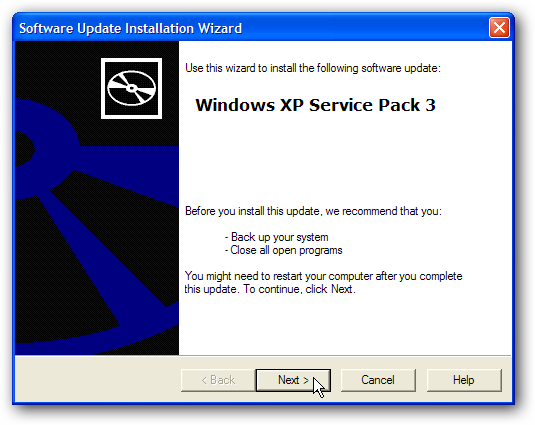 Software Update Installation Wizard
Use this wizard to install the following software update:
Windows XP Service Pack 3
Before you install this update, we recommend that you:
- Back up your system
- Close all open programs
You might need to restart your computer after you complete
this update. To continue, click Next.
< Back
Next >
Cancel
Help